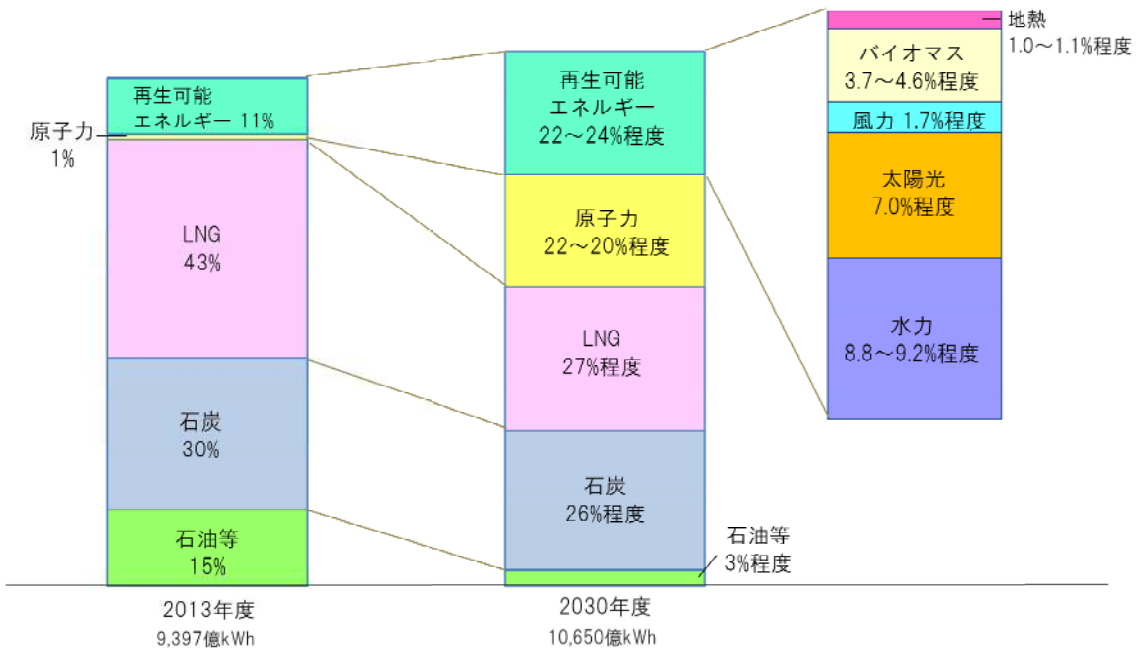 再生可能
エネルギー 11%
原子力
1%
LNG
43%
石炭
30%
石油等
15%
2013年度
9,397億kWh
再生可能
エネルギー
22～24%程度
原子力
22～20%程度
LNG
27%程度
石炭
26%程度
石油等
3%程度
2030年度
10,650億kWh
地熱
1.0～1.1%程度
バイオマス
3.7～4.6%程度
風力 1.7%程度
太陽光
7.0%程度
水力
8.8～9.2%程度